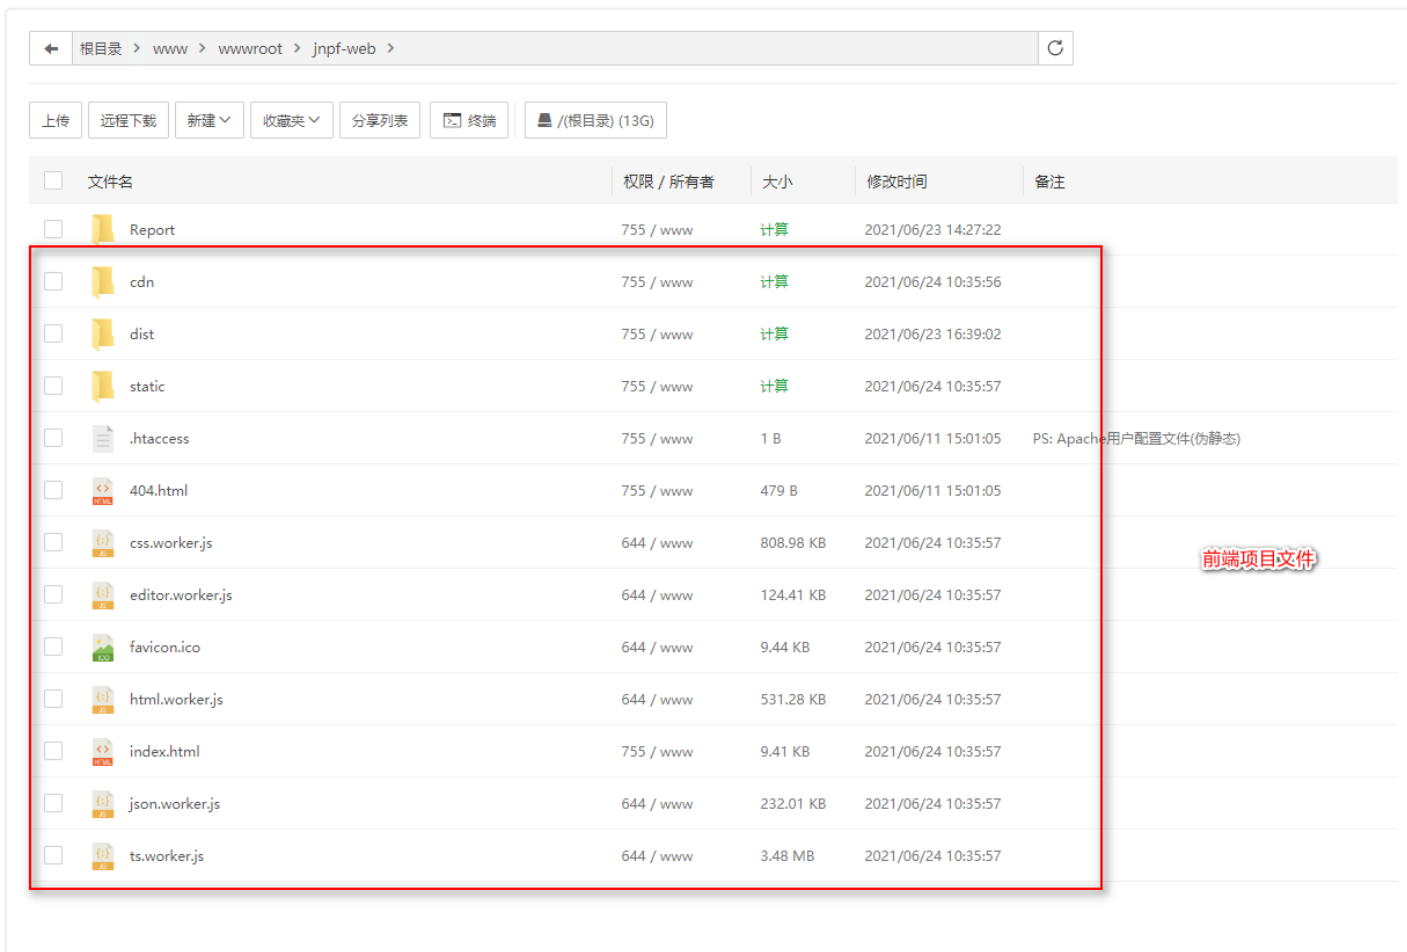 根目录 > www > wwwroot > jnpf-web >
上传 远程下载 新建 收藏夹 分享列表 终端 /(根目录) (13G)
文件名 权限 / 所有者 大小 修改时间 备注
Report 755 / www 计算 2021/06/23 14:27:22
cdn 755 / www 计算 2021/06/24 10:35:56
dist 755 / www 计算 2021/06/23 16:39:02
static 755 / www 计算 2021/06/24 10:35:57
.htaccess 755 / www 1 B 2021/06/11 15:01:05 PS: Apache用户配置文件(伪静态)
404.html 755 / www 479 B 2021/06/11 15:01:05
css.worker.js 644 / www 808.98 KB 2021/06/24 10:35:57
前端项目文件
editor.worker.js 644 / www 124.41 KB 2021/06/24 10:35:57
favicon.ico 644 / www 9.44 KB 2021/06/24 10:35:57
html.worker.js 644 / www 531.28 KB 2021/06/24 10:35:57
index.html 755 / www 9.41 KB 2021/06/24 10:35:57
json.worker.js 644 / www 232.01 KB 2021/06/24 10:35:57
ts.worker.js 644 / www 3.48 MB 2021/06/24 10:35:57